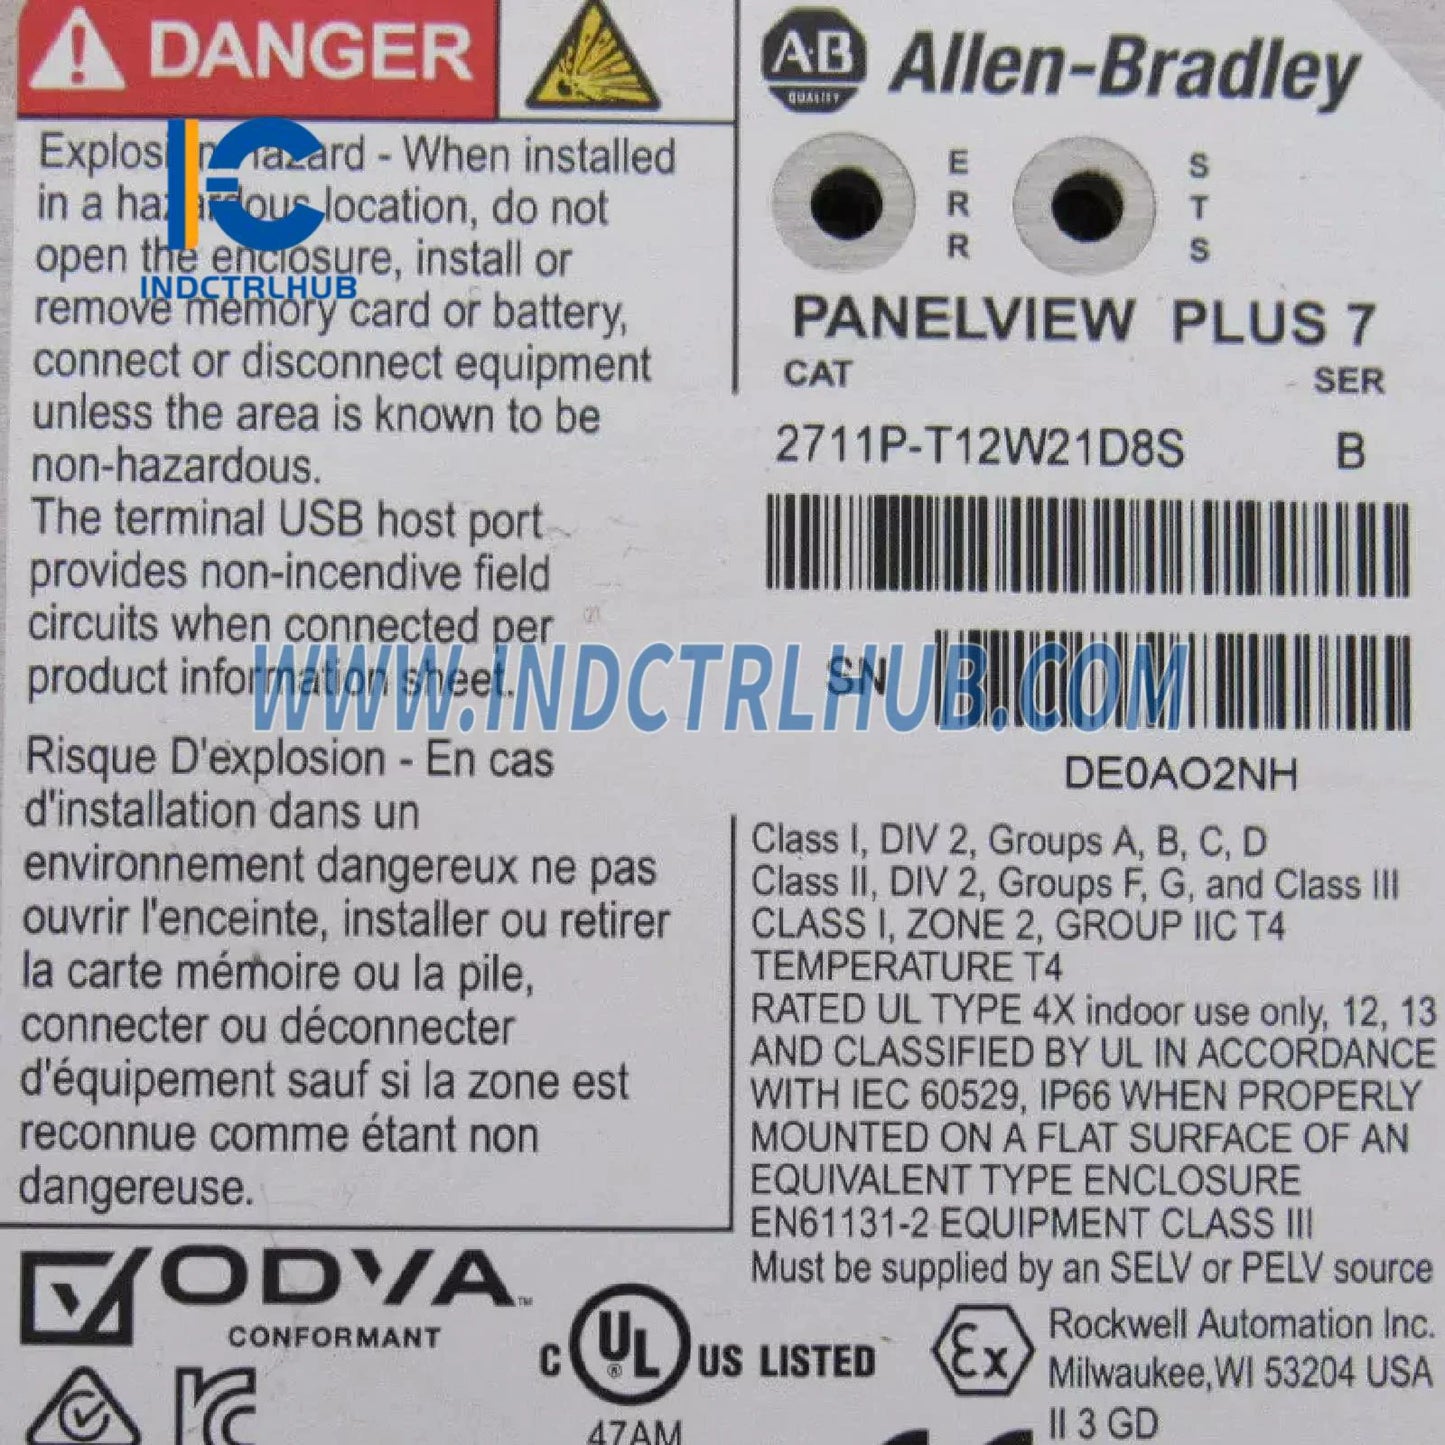 DANGER
Explosion Hazard - When installed
in a hazardous location, do not
open the enclosure, install or
remove memory card or battery,
connect or disconnect equipment
unless the area is known to be
non-hazardous.
The terminal USB host port
provides non-incendive field
circuits when connected per
product information sheet.
Risque D'explosion - En cas
d'installation dans un
environnement dangereux ne pas
ouvrir l'enceinte, installer ou retirer
la carte mémoire ou la pile,
connecter ou déconnecter
d'équipement sauf si la zone est
reconnue comme étant non
dangereuse.
IC
INDCTRLHUB
A·B Allen-Bradley
QUALITY
ERR STS
PANELVIEW PLUS 7
CAT SER
2711P-T12W21D8S B
SN
DE0AO2NH
WWW.INDCTRLHUB.COM
Class I, DIV 2, Groups A, B, C, D
Class II, DIV 2, Groups F, G, and Class III
CLASS I, ZONE 2, GROUP IIC T4
TEMPERATURE T4
RATED UL TYPE 4X indoor use only, 12, 13
AND CLASSIFIED BY UL IN ACCORDANCE
WITH IEC 60529, IP66 WHEN PROPERLY
MOUNTED ON A FLAT SURFACE OF AN
EQUIVALENT TYPE ENCLOSURE
EN61131-2 EQUIPMENT CLASS III
Must be supplied by an SELV or PELV source
ODVA™
CONFORMANT
C UL® US LISTED
47AM
Ex
Rockwell Automation Inc.
Milwaukee,WI 53204 USA
II 3 GD